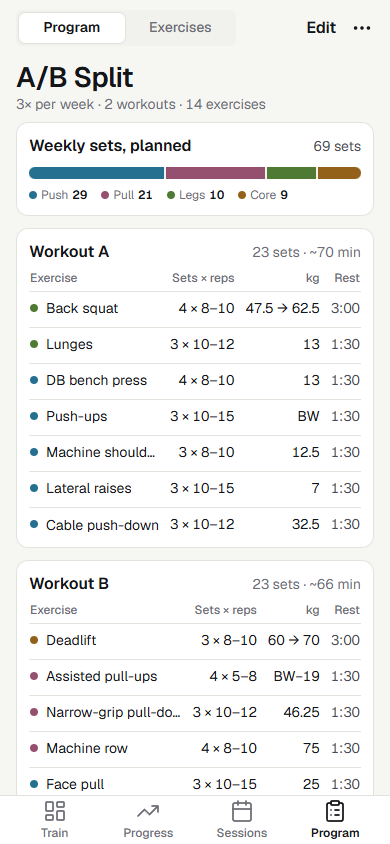 Program Exercises Edit
A/B Split
3× per week · 2 workouts · 14 exercises
Weekly sets, planned 69 sets
Push 29 Pull 21 Legs 10 Core 9
Workout A 23 sets · ~70 min
Exercise Sets × reps kg Rest
Back squat 4 × 8–10 47.5 → 62.5 3:00
Lunges 3 × 10–12 13 1:30
DB bench press 4 × 8–10 13 1:30
Push-ups 3 × 10–15 BW 1:30
Machine should... 3 × 8–10 12.5 1:30
Lateral raises 3 × 10–15 7 1:30
Cable push-down 3 × 10–12 32.5 1:30
Workout B 23 sets · ~66 min
Exercise Sets × reps kg Rest
Deadlift 3 × 8–10 60 → 70 3:00
Assisted pull-ups 4 × 5–8 BW–19 1:30
Narrow-grip pull-do... 3 × 10–12 46.25 1:30
Machine row 4 × 8–10 75 1:30
Face pull 3 × 10–15 25 1:30
Train Progress Sessions Program